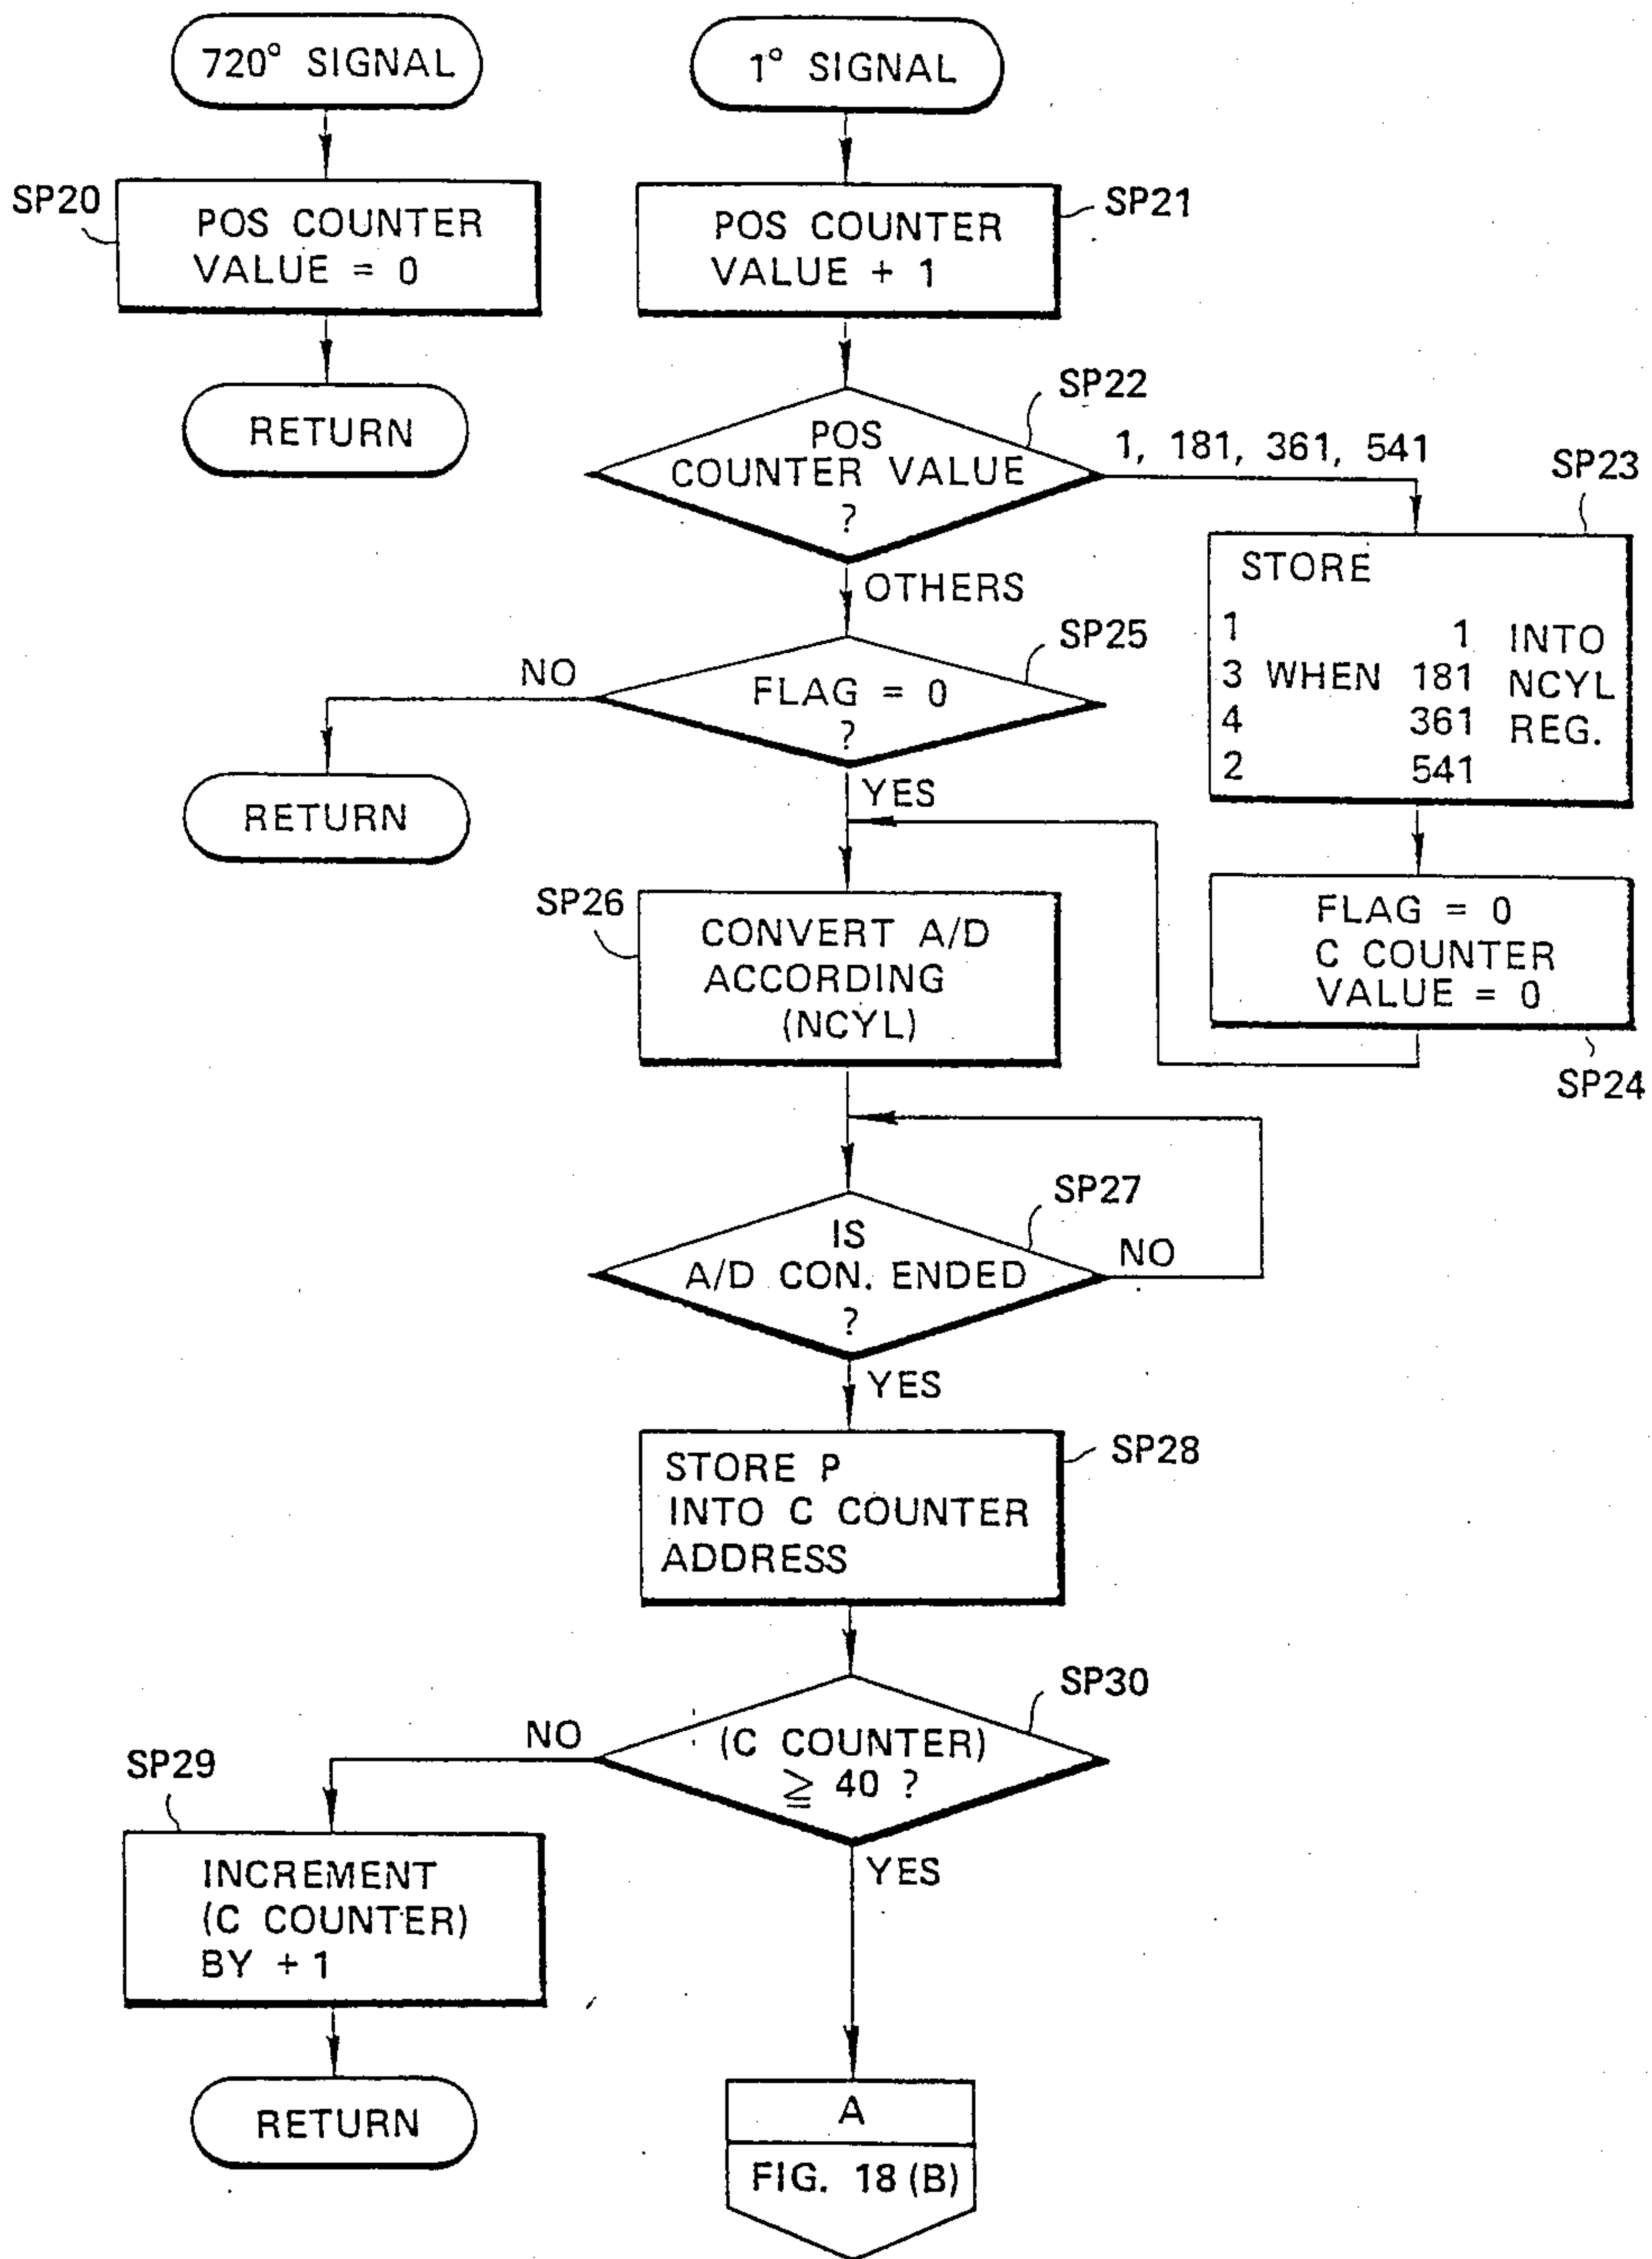 720° SIGNAL
1° SIGNAL
SP20
POS COUNTER
VALUE = 0
SP21
POS COUNTER
VALUE + 1
RETURN
SP22
POS
COUNTER VALUE
?
1, 181, 361, 541
OTHERS
SP23
STORE
1 1 INTO
3 WHEN 181 NCYL
4 361 REG.
2 541
SP25
FLAG = 0
?
NO
RETURN
YES
SP26
CONVERT A/D
ACCORDING
(NCYL)
FLAG = 0
C COUNTER
VALUE = 0
SP24
SP27
IS
A/D CON. ENDED
?
NO
YES
SP28
STORE P
INTO C COUNTER
ADDRESS
SP30
(C COUNTER)
≧ 40 ?
NO
SP29
INCREMENT
(C COUNTER)
BY + 1
YES
RETURN
A
FIG. 18 (B)